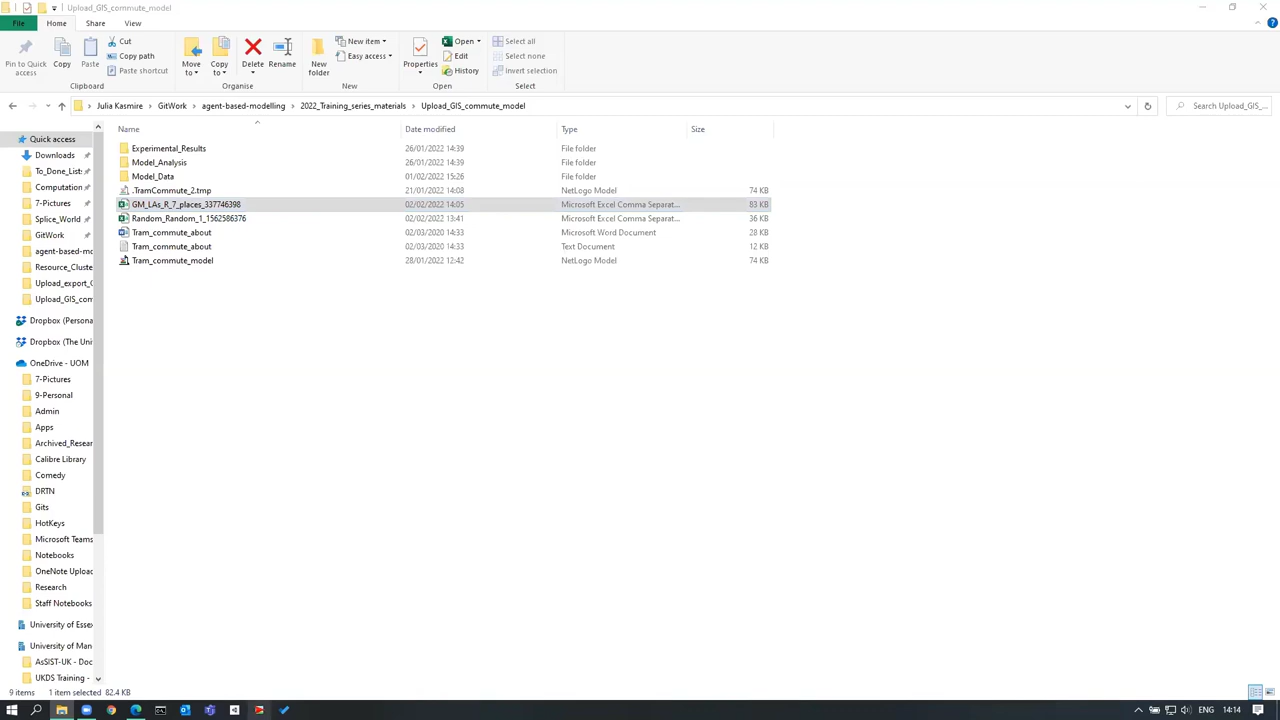 Upload_GIS_commute_model
File Home Share View
Pin to Quick access
Copy
Paste
Cut
Copy path
Paste shortcut
Clipboard
Move to
Copy to
Delete
Rename
Organise
New folder
New item
Easy access
New
Properties
Open
Edit
History
Open
Select all
Select none
Invert selection
Select
Julia Kasmire > GitWork > agent-based-modelling > 2022_Training_series_materials > Upload_GIS_commute_model
Search Upload_GIS_...
Name Date modified Type Size
Experimental_Results 26/01/2022 14:39 File folder
Model_Analysis 26/01/2022 14:39 File folder
Model_Data 01/02/2022 15:26 File folder
.TramCommute_2.tmp 21/01/2022 14:08 NetLogo Model 74 KB
GM_LAs_R_7_places_337746398 02/02/2022 14:05 Microsoft Excel Comma Separat... 83 KB
Random_Random_1_1562586376 02/02/2022 13:41 Microsoft Excel Comma Separat... 36 KB
Tram_commute_about 02/03/2020 14:33 Microsoft Word Document 28 KB
Tram_commute_about 02/03/2020 14:33 Text Document 12 KB
Tram_commute_model 28/01/2022 12:42 NetLogo Model 74 KB
Quick access
Downloads
To_Done_List:
Computation
7-Pictures
Splice_World
GitWork
agent-based-mo
Resource_Cluste
Upload_export_C
Upload_GIS_com
Dropbox (Persona
Dropbox (The Uni
OneDrive - UOM
7-Pictures
9-Personal
Admin
Apps
Archived_Resear
Calibre Library
Comedy
DRTN
Gits
HotKeys
Microsoft Teams
Notebooks
OneNote Upload
Research
Staff Notebooks
University of Essex
University of Man
AsSIST-UK - Doc
UKDS Training -
9 items 1 item selected 82.4 KB
ENG 14:14